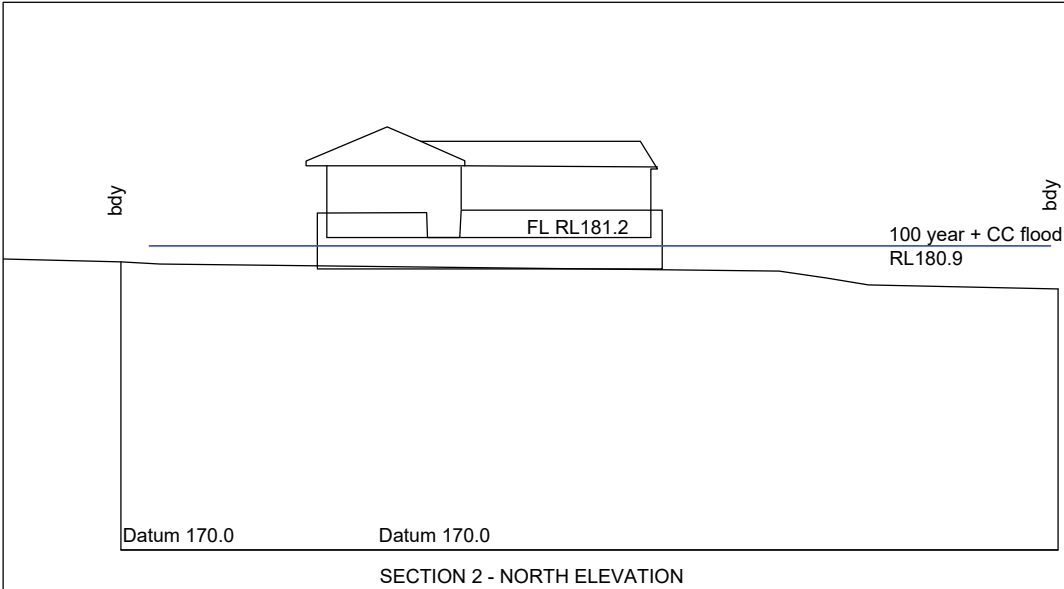 bdy
bdy
FL RL181.2
100 year + CC flood
RL180.9
Datum 170.0
Datum 170.0
SECTION 2 - NORTH ELEVATION